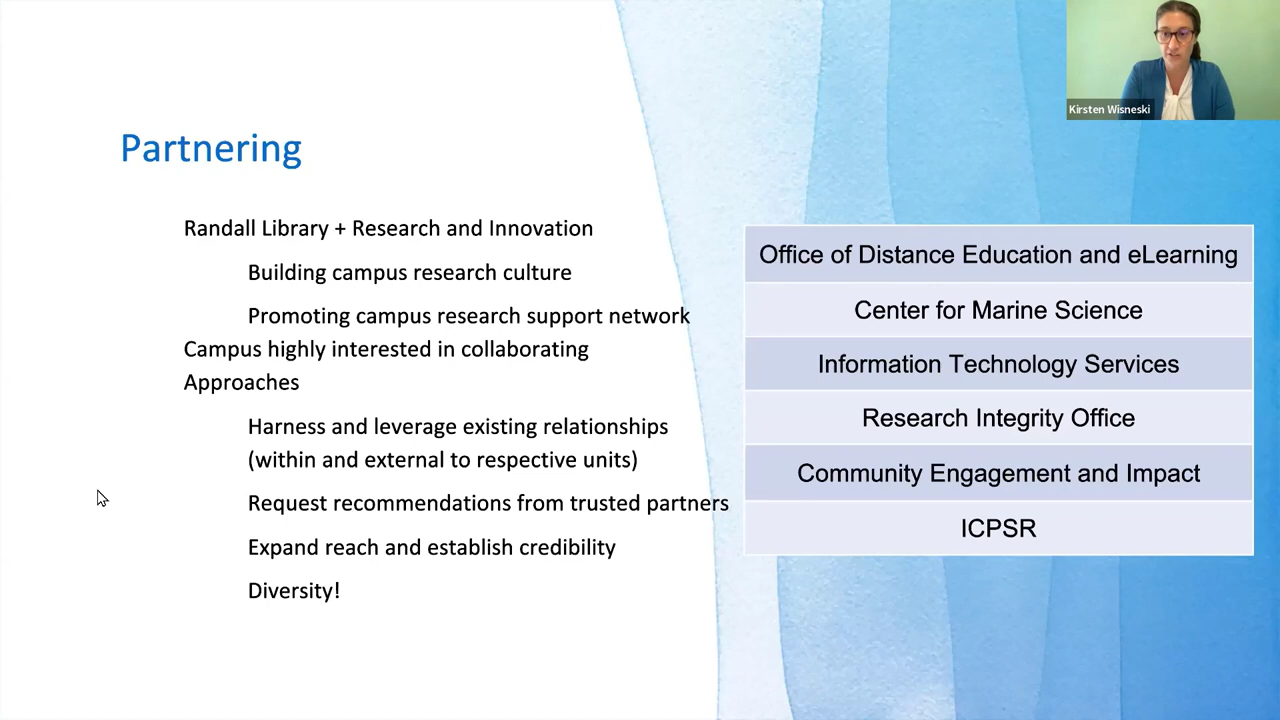 Partnering
Randall Library + Research and Innovation
Building campus research culture
Promoting campus research support network
Campus highly interested in collaborating
Approaches
Harness and leverage existing relationships
(within and external to respective units)
Request recommendations from trusted partners
Expand reach and establish credibility
Diversity!
Office of Distance Education and eLearning
Center for Marine Science
Information Technology Services
Research Integrity Office
Community Engagement and Impact
ICPSR
Kirsten Wisneski